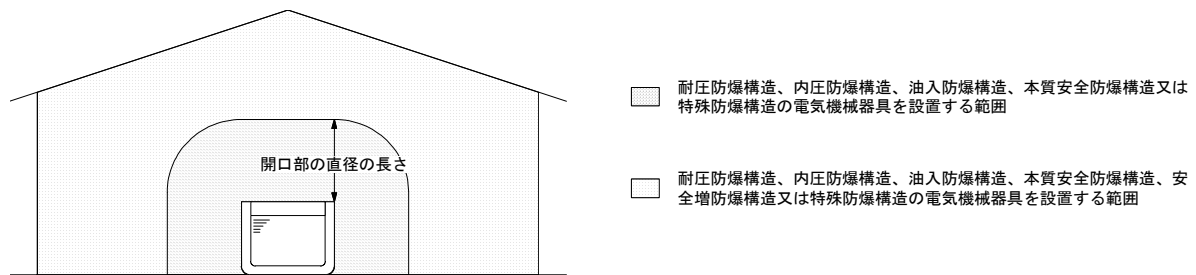 開口部の直径の長さ
耐圧防爆構造、内圧防爆構造、油入防爆構造、本質安全防爆構造又は
特殊防爆構造の電気機械器具を設置する範囲
耐圧防爆構造、内圧防爆構造、油入防爆構造、本質安全防爆構造、安
全増防爆構造又は特殊防爆構造の電気機械器具を設置する範囲